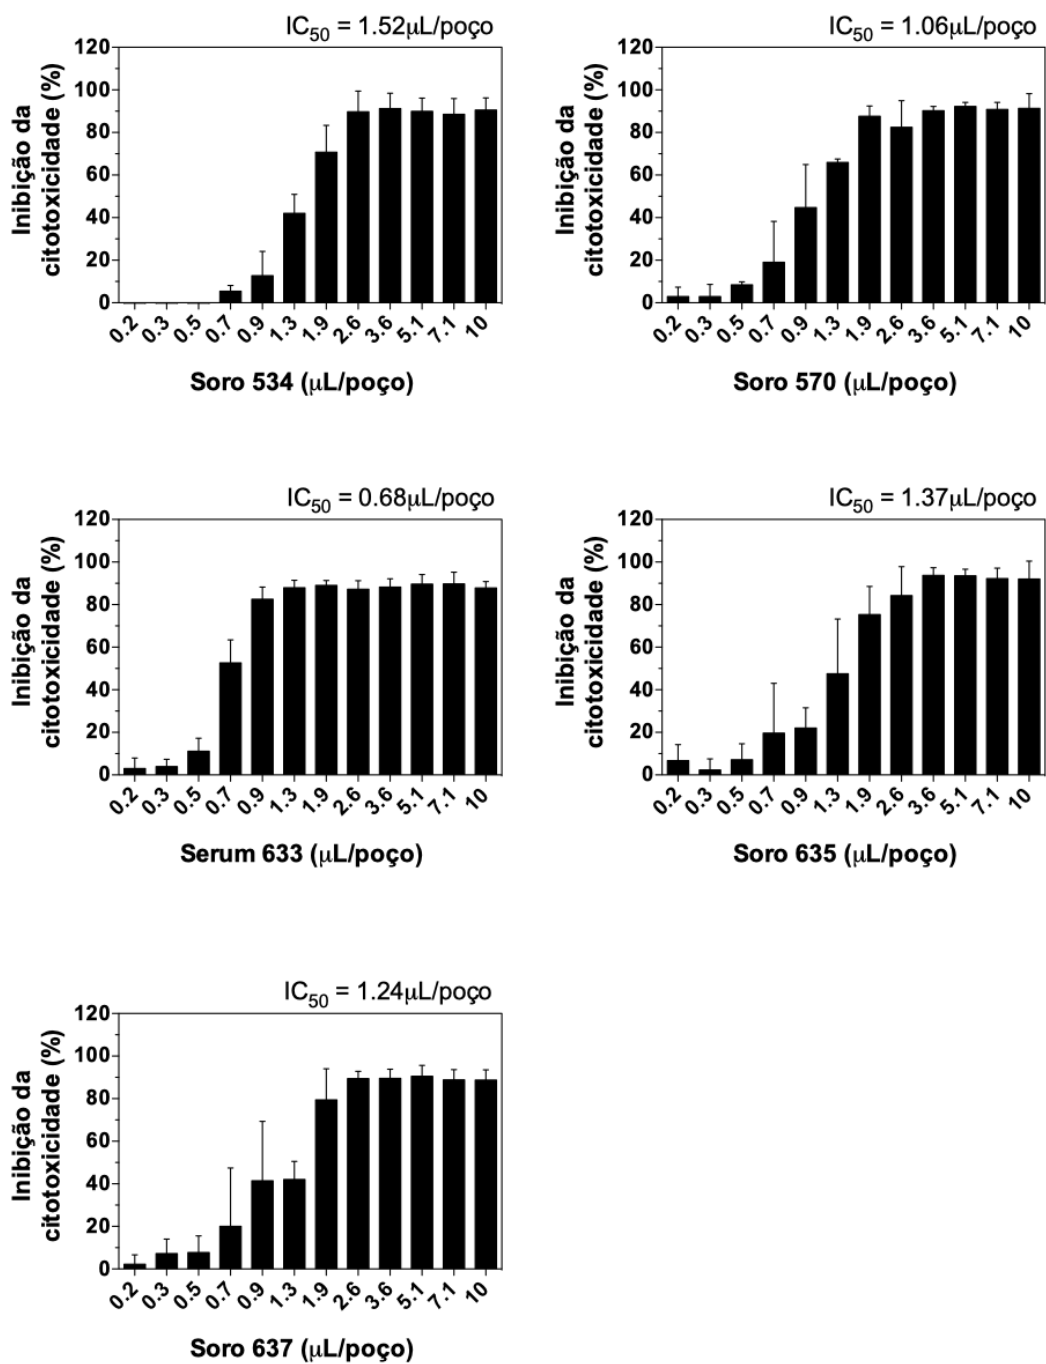 IC50 = 1.52μL/poço
Inibição da
citotoxicidade (%)
120
100
80
60
40
20
0
0.2 0.3 0.5 0.7 0.9 1.3 1.9 2.6 3.6 5.1 7.1 10
Soro 534 (μL/poço)
IC50 = 1.06μL/poço
Inibição da
citotoxicidade (%)
120
100
80
60
40
20
0
0.2 0.3 0.5 0.7 0.9 1.3 1.9 2.6 3.6 5.1 7.1 10
Soro 570 (μL/poço)
IC50 = 0.68μL/poço
Inibição da
citotoxicidade (%)
120
100
80
60
40
20
0
0.2 0.3 0.5 0.7 0.9 1.3 1.9 2.6 3.6 5.1 7.1 10
Serum 633 (μL/poço)
IC50 = 1.37μL/poço
Inibição da
citotoxicidade (%)
120
100
80
60
40
20
0
0.2 0.3 0.5 0.7 0.9 1.3 1.9 2.6 3.6 5.1 7.1 10
Soro 635 (μL/poço)
IC50 = 1.24μL/poço
Inibição da
citotoxicidade (%)
120
100
80
60
40
20
0
0.2 0.3 0.5 0.7 0.9 1.3 1.9 2.6 3.6 5.1 7.1 10
Soro 637 (μL/poço)